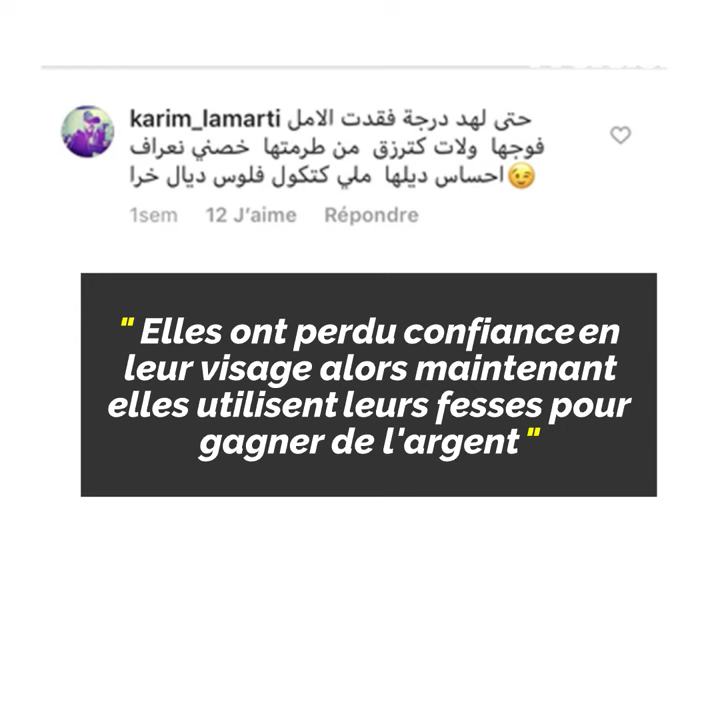 karim_lamarti حتى لهد درجة فقدت الامل
فوجها ولات كترزق من طرمتها خصني نعراف
احساس ديلها ملي كتكول فلوس ديال خرا😉
1sem 12 J'aime Répondre
" Elles ont perdu confiance en
leur visage alors maintenant
elles utilisent leurs fesses pour
gagner de l'argent "